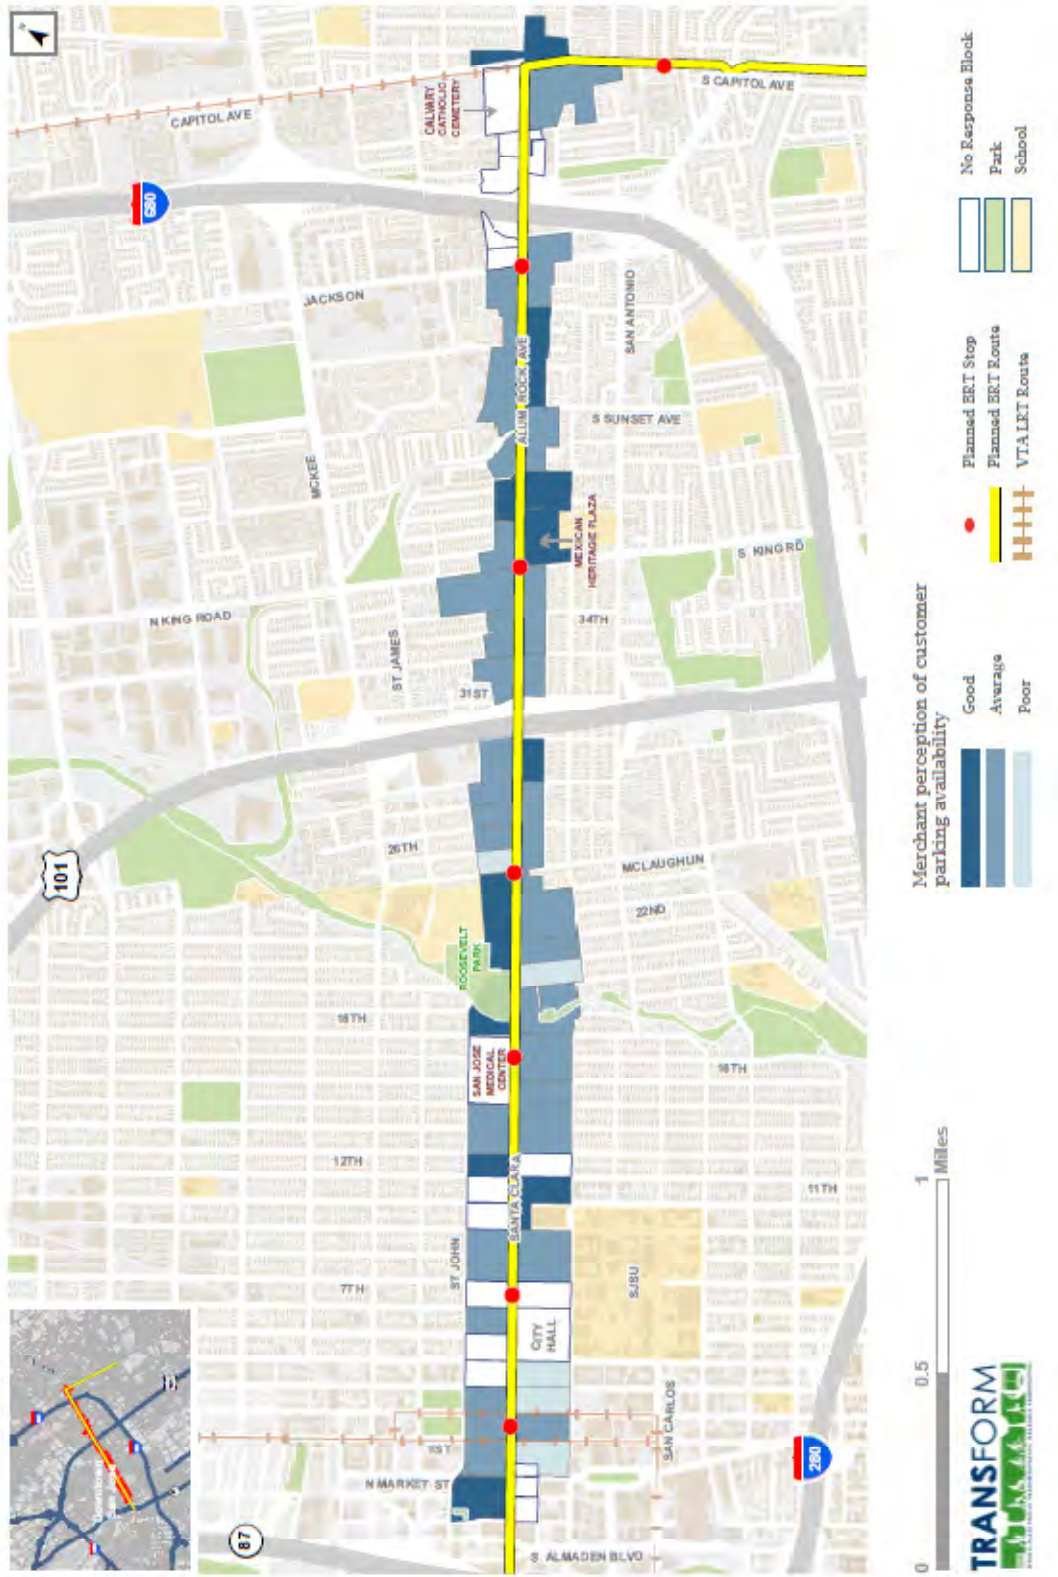 CAPITOL AVE
CALVARY
CATHOLIC
CEMETERY
S CAPITOL AVE
680
JACKSON
SAN ANTONIO
ALUM ROCK AVE
S SUNSET AVE
MCKEE
MEXICAN
HERITAGE PLAZA
S KING RD
N KING ROAD
34TH
ST JAMES
31ST
101
26TH
MCLAUGHLIN
22ND
ROOSEVELT
PARK
18TH
SAN JOSE
MEDICAL
CENTER
16TH
12TH
SANTA CLARA
11TH
ST JOHN
7TH
SJSU
CITY
HALL
SAN CARLOS
1ST
N MARKET ST
280
87
S ALMADEN BLVD
Merchant perception of customer
parking availability
Good
Average
Poor
Planned BRT Stop
Planned BRT Route
VTA LRT Route
No Response Block
Park
School
0 0.5 1 Miles
TRANSFORM